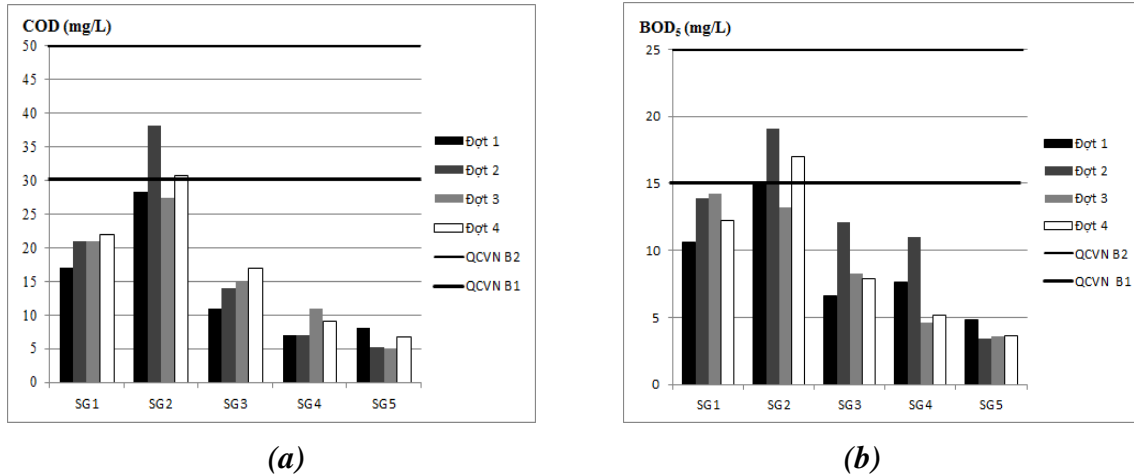 COD (mg/L)
50
45
40
35
30
25
20
15
10
5
0
SG1 SG2 SG3 SG4 SG5
Đợt 1
Đợt 2
Đợt 3
Đợt 4
QCVN B2
QCVN B1
(a)
BOD₅ (mg/L)
25
20
15
10
5
0
SG1 SG2 SG3 SG4 SG5
Đợt 1
Đợt 2
Đợt 3
Đợt 4
QCVN B2
QCVN B1
(b)